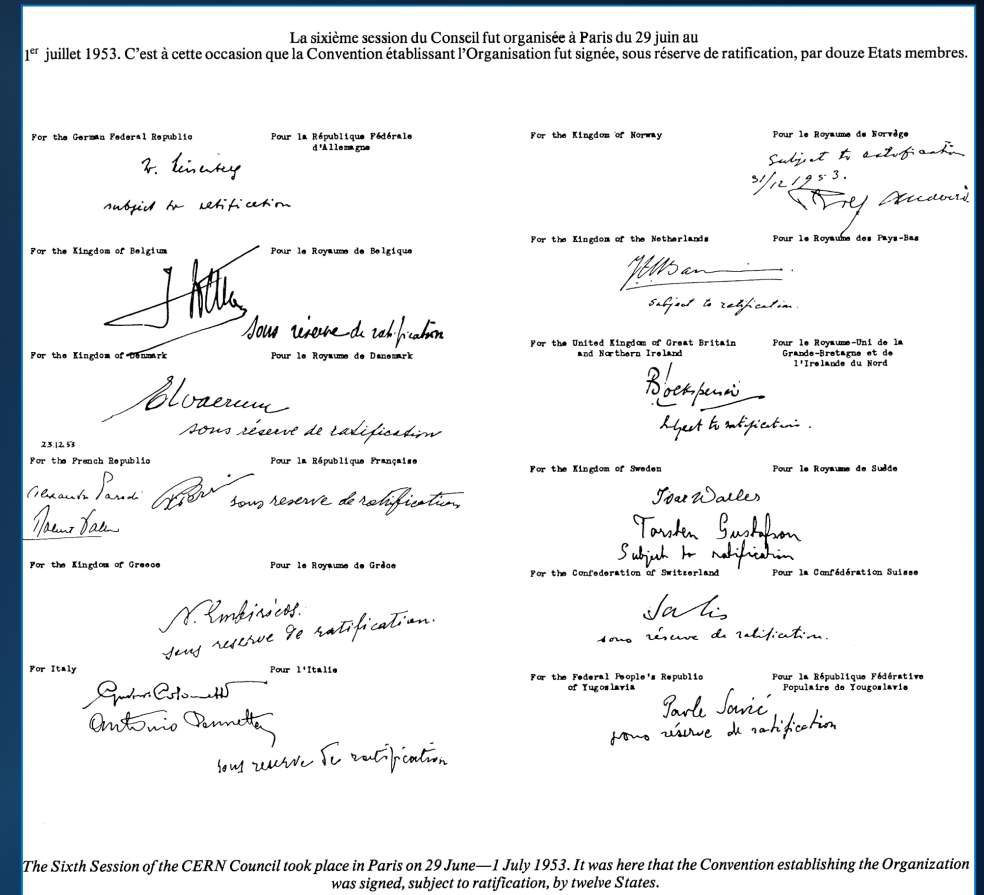 La sixième session du Conseil fut organisée à Paris du 29 juin au
1er juillet 1953. C'est à cette occasion que la Convention établissant l'Organisation fut signée, sous réserve de ratification, par douze Etats membres.
For the German Federal Republic
Pour la République Fédérale
d'Allemagne
subject to ratification
For the Kingdom of Belgium
Pour le Royaume de Belgique
sous réserve de ratification
For the Kingdom of Denmark
Pour le Royaume de Danemark
sous réserve de ratification
23.12.53
For the French Republic
Pour la République Française
Alexandre Parodi
sous reserve de ratification
For the Kingdom of Greece
Pour le Royaume de Grèce
N. Embiricos.
sous reserve de ratification.
For Italy
Pour l'Italie
Gustavo Colonnetti
Antonio Pennetta
sous reserve de ratification
For the Kingdom of Norway
Pour le Royaume de Norvège
Subject to ratification
31/12 1953.
For the Kingdom of the Netherlands
Pour le Royaume des Pays-Bas
subject to ratification.
For the United Kingdom of Great Britain
and Northern Ireland
Pour le Royaume-Uni de la
Grande-Bretagne et de
l'Irelande du Nord
subject to ratification.
For the Kingdom of Sweden
Pour le Royaume de Suède
Ivar Waller
Torsten Gustafson
Subject to ratification
For the Confederation of Switzerland
Pour la Confédération Suisse
Salis
sous réserve de ratification.
For the Federal People's Republic
of Yugoslavia
Pour la République Fédérative
Populaire de Yougoslavie
Pavle Savić
sous réserve de ratification
The Sixth Session of the CERN Council took place in Paris on 29 June—1 July 1953. It was here that the Convention establishing the Organization
was signed, subject to ratification, by twelve States.